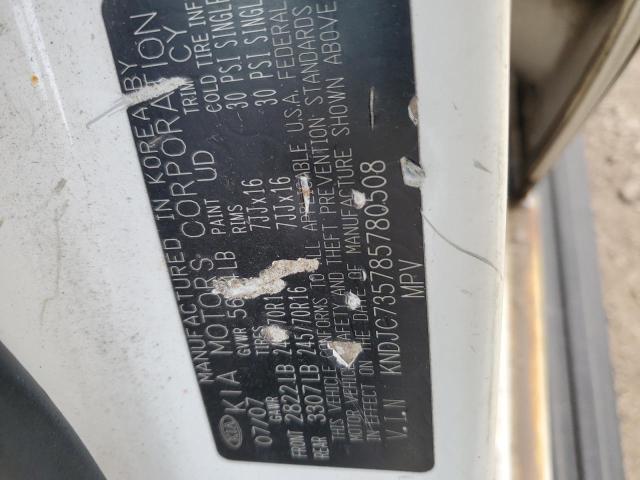 MANUFACTURED IN KOREA BY
KIA MOTORS CORPORATION
07/07 GVWR LB PAINT UD TRIM CY
GAWR TIRES RIMS COLD TIRE INF
FRONT 2822LB 7JJx16 30 PSI SINGLE
REAR 3307LB 245/70R16 7JJx16 30 PSI SINGLE
THIS VEHICLE CONFORMS TO ALL APPLICABLE U.S.A. FEDERAL
MOTOR VEHICLE SAFETY AND THEFT PREVENTION STANDARDS
IN EFFECT ON THE DATE OF MANUFACTURE SHOWN ABOVE
V.I.N KNDJC735785780508
MPV
KIA